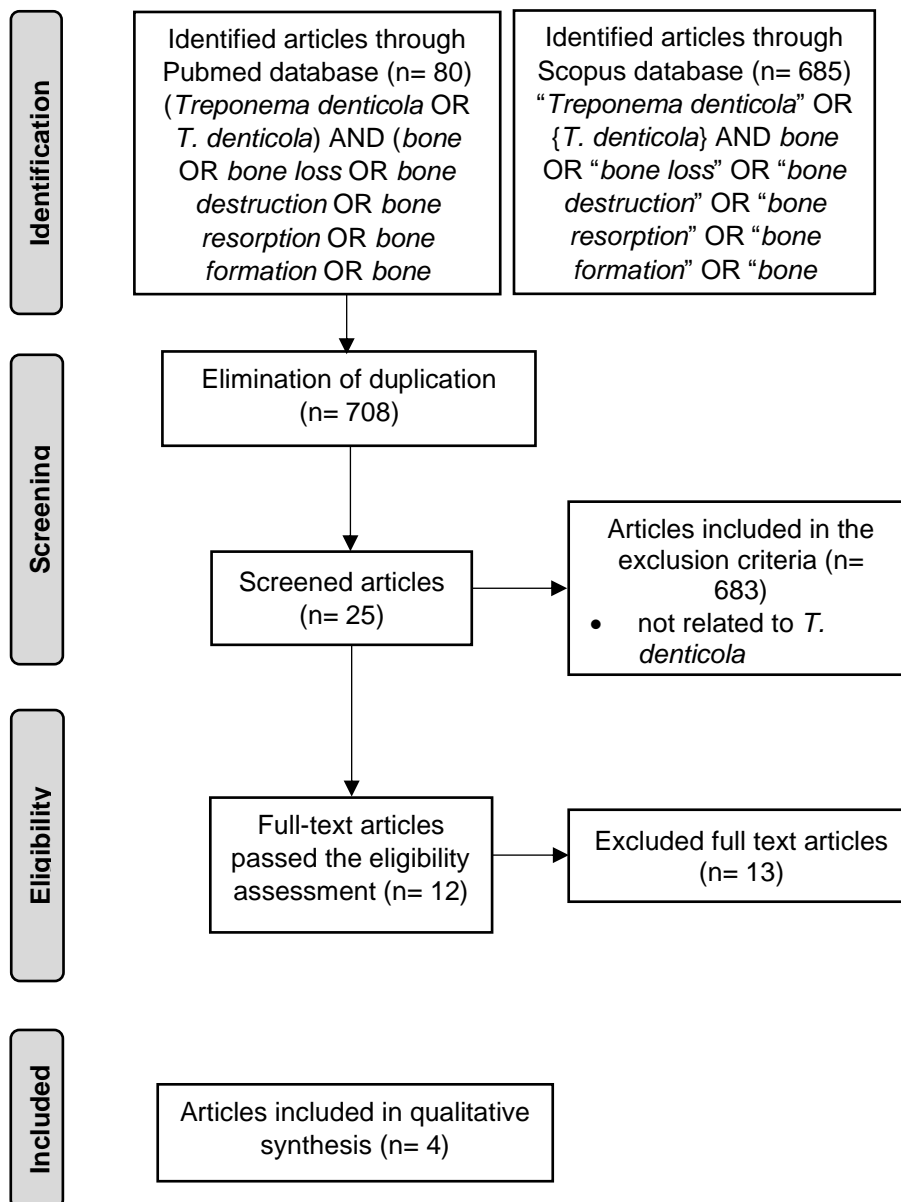 Identification
Identified articles through
Pubmed database (n= 80)
(Treponema denticola OR
T. denticola) AND (bone
OR bone loss OR bone
destruction OR bone
resorption OR bone
formation OR bone
Identified articles through
Scopus database (n= 685)
“Treponema denticola” OR
{T. denticola} AND bone
OR “bone loss” OR “bone
destruction” OR “bone
resorption” OR “bone
formation” OR “bone
Screening
Elimination of duplication
(n= 708)
Screened articles
(n= 25)
Articles included in the
exclusion criteria (n=
683)
• not related to T.
denticola
Eligibility
Full-text articles
passed the eligibility
assessment (n= 12)
Excluded full text articles
(n= 13)
Included
Articles included in qualitative
synthesis (n= 4)